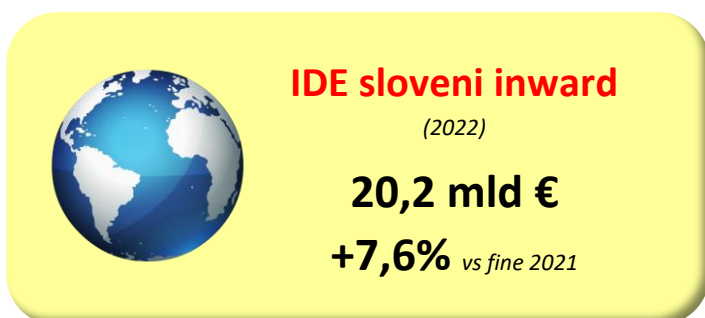 IDE sloveni inward
(2022)
20,2 mld €
+7,6% vs fine 2021